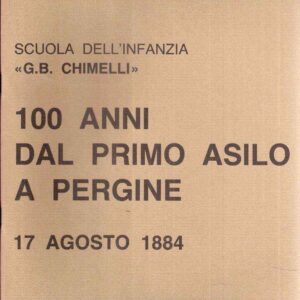 SCUOLA DELL'INFANZIA
«G.B. CHIMELLI»
100 ANNI
DAL PRIMO ASILO
A PERGINE
17 AGOSTO 1884